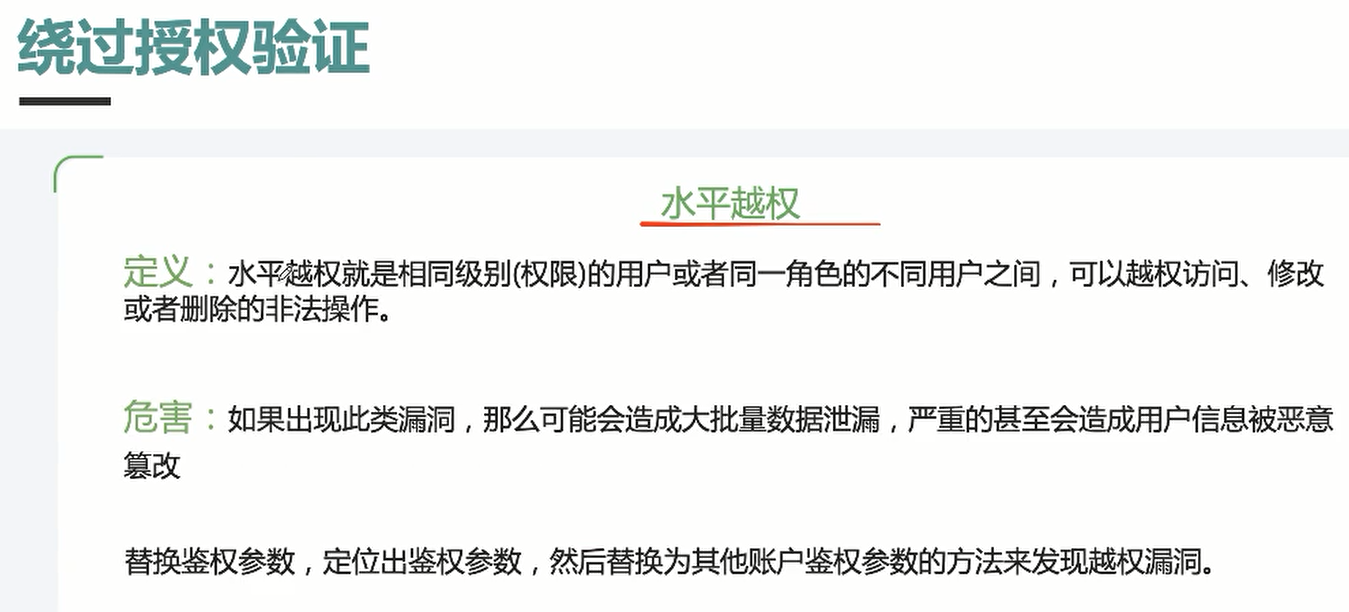 绕过授权验证
水平越权
定义：水平越权就是相同级别(权限)的用户或者同一角色的不同用户之间，可以越权访问、修改
或者删除的非法操作。
危害：如果出现此类漏洞，那么可能会造成大批量数据泄漏，严重的甚至会造成用户信息被恶意
篡改
替换鉴权参数，定位出鉴权参数，然后替换为其他账户鉴权参数的方法来发现越权漏洞。